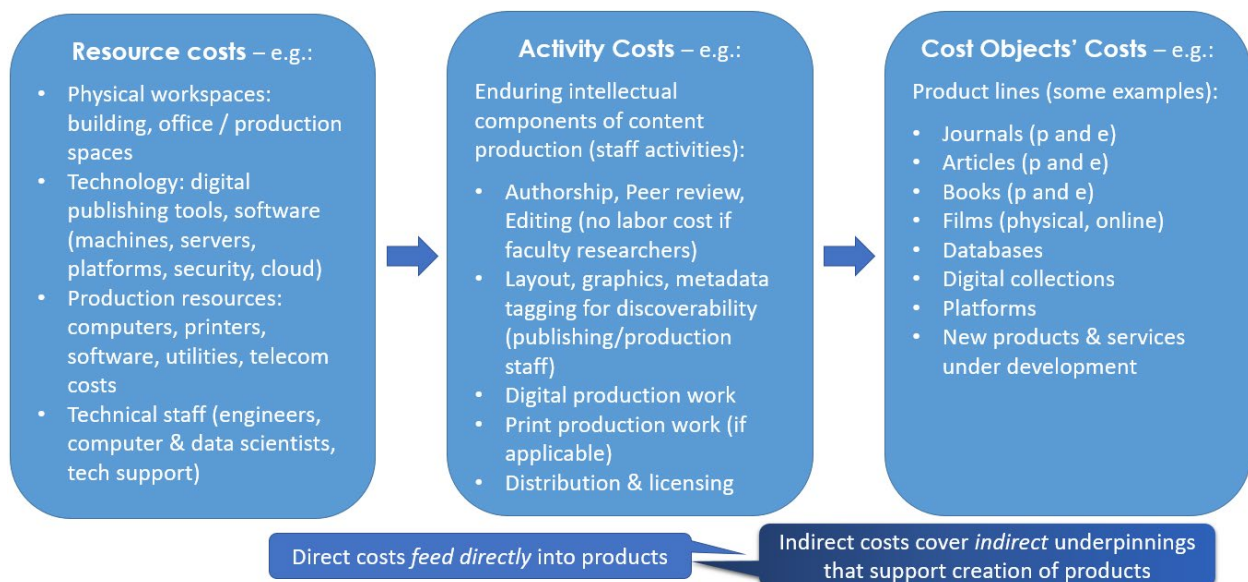 Resource costs – e.g.:
• Physical workspaces:
building, office / production
spaces
• Technology: digital
publishing tools, software
(machines, servers,
platforms, security, cloud)
• Production resources:
computers, printers,
software, utilities, telecom
costs
• Technical staff (engineers,
computer & data scientists,
tech support)
Activity Costs – e.g.:
Enduring intellectual
components of content
production (staff activities):
• Authorship, Peer review,
Editing (no labor cost if
faculty researchers)
• Layout, graphics, metadata
tagging for discoverability
(publishing/production
staff)
• Digital production work
• Print production work (if
applicable)
• Distribution & licensing
Cost Objects’ Costs – e.g.:
Product lines (some examples):
• Journals (p and e)
• Articles (p and e)
• Books (p and e)
• Films (physical, online)
• Databases
• Digital collections
• Platforms
• New products & services
under development
Direct costs feed directly into products
Indirect costs cover indirect underpinnings
that support creation of products